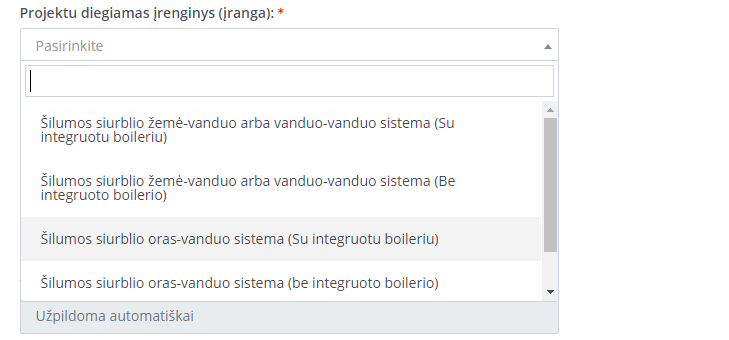 Projektu diegiamas įrenginys (įranga): *
Pasirinkite
Šilumos siurblio žemė-vanduo arba vanduo-vanduo sistema (Su
integruotu boileriu)
Šilumos siurblio žemė-vanduo arba vanduo-vanduo sistema (Be
integruoto boilerio)
Šilumos siurblio oras-vanduo sistema (Su integruotu boileriu)
Šilumos siurblio oras-vanduo sistema (be integruoto boilerio)
Užpildoma automatiškai